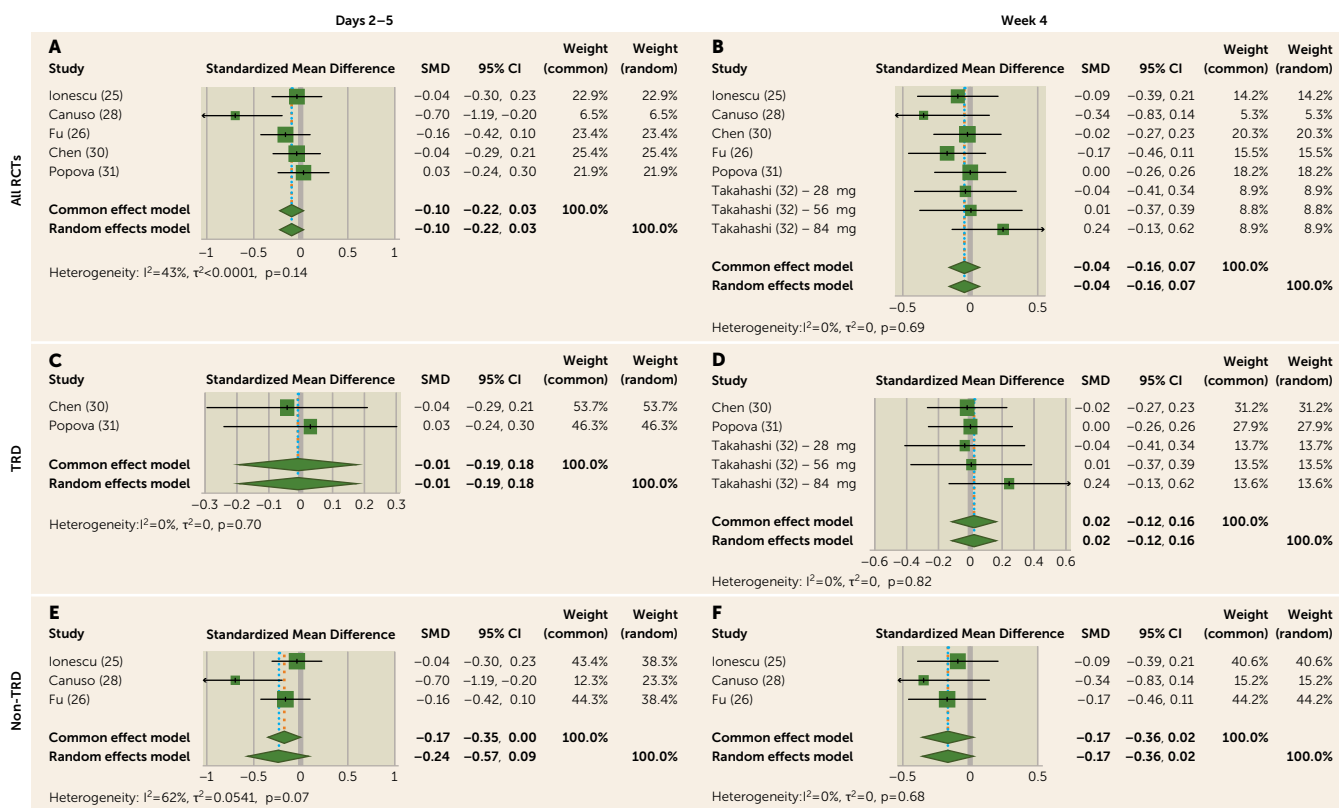 Days 2–5
Week 4
All RCTs
A
Weight Weight
Study Standardized Mean Difference SMD 95% CI (common) (random)
Ionescu (25) −0.04 −0.30, 0.23 22.9% 22.9%
Canuso (28) −0.70 −1.19, −0.20 6.5% 6.5%
Fu (26) −0.16 −0.42, 0.10 23.4% 23.4%
Chen (30) −0.04 −0.29, 0.21 25.4% 25.4%
Popova (31) 0.03 −0.24, 0.30 21.9% 21.9%
Common effect model −0.10 −0.22, 0.03 100.0%
Random effects model −0.10 −0.22, 0.03 100.0%
−1 −0.5 0 0.5 1
Heterogeneity: I²=43%, τ²<0.0001, p=0.14
B
Weight Weight
Study Standardized Mean Difference SMD 95% CI (common) (random)
Ionescu (25) −0.09 −0.39, 0.21 14.2% 14.2%
Canuso (28) −0.34 −0.83, 0.14 5.3% 5.3%
Chen (30) −0.02 −0.27, 0.23 20.3% 20.3%
Fu (26) −0.17 −0.46, 0.11 15.5% 15.5%
Popova (31) 0.00 −0.26, 0.26 18.2% 18.2%
Takahashi (32) – 28 mg −0.04 −0.41, 0.34 8.9% 8.9%
Takahashi (32) – 56 mg 0.01 −0.37, 0.39 8.8% 8.8%
Takahashi (32) – 84 mg 0.24 −0.13, 0.62 8.9% 8.9%
Common effect model −0.04 −0.16, 0.07 100.0%
Random effects model −0.04 −0.16, 0.07 100.0%
−0.5 0 0.5
Heterogeneity:I²=0%, τ²=0, p=0.69
TRD
C
Weight Weight
Study Standardized Mean Difference SMD 95% CI (common) (random)
Chen (30) −0.04 −0.29, 0.21 53.7% 53.7%
Popova (31) 0.03 −0.24, 0.30 46.3% 46.3%
Common effect model −0.01 −0.19, 0.18 100.0%
Random effects model −0.01 −0.19, 0.18 100.0%
−0.3 −0.2 −0.1 0 0.1 0.2 0.3
Heterogeneity:I²=0%, τ²=0, p=0.70
D
Weight Weight
Study Standardized Mean Difference SMD 95% CI (common) (random)
Chen (30) −0.02 −0.27, 0.23 31.2% 31.2%
Popova (31) 0.00 −0.26, 0.26 27.9% 27.9%
Takahashi (32) – 28 mg −0.04 −0.41, 0.34 13.7% 13.7%
Takahashi (32) – 56 mg 0.01 −0.37, 0.39 13.5% 13.5%
Takahashi (32) – 84 mg 0.24 −0.13, 0.62 13.6% 13.6%
Common effect model 0.02 −0.12, 0.16 100.0%
Random effects model 0.02 −0.12, 0.16 100.0%
−0.6 −0.4 −0.2 0 0.2 0.4 0.6
Heterogeneity: I²=0%, τ²=0, p=0.82
Non-TRD
E
Weight Weight
Study Standardized Mean Difference SMD 95% CI (common) (random)
Ionescu (25) −0.04 −0.30, 0.23 43.4% 38.3%
Canuso (28) −0.70 −1.19, −0.20 12.3% 23.3%
Fu (26) −0.16 −0.42, 0.10 44.3% 38.4%
Common effect model −0.17 −0.35, 0.00 100.0%
Random effects model −0.24 −0.57, 0.09 100.0%
−1 −0.5 0 0.5 1
Heterogeneity: I²=62%, τ²=0.0541, p=0.07
F
Weight Weight
Study Standardized Mean Difference SMD 95% CI (common) (random)
Ionescu (25) −0.09 −0.39, 0.21 40.6% 40.6%
Canuso (28) −0.34 −0.83, 0.14 15.2% 15.2%
Fu (26) −0.17 −0.46, 0.11 44.2% 44.2%
Common effect model −0.17 −0.36, 0.02 100.0%
Random effects model −0.17 −0.36, 0.02 100.0%
−0.5 0 0.5
Heterogeneity:I²=0%, τ²=0, p=0.68